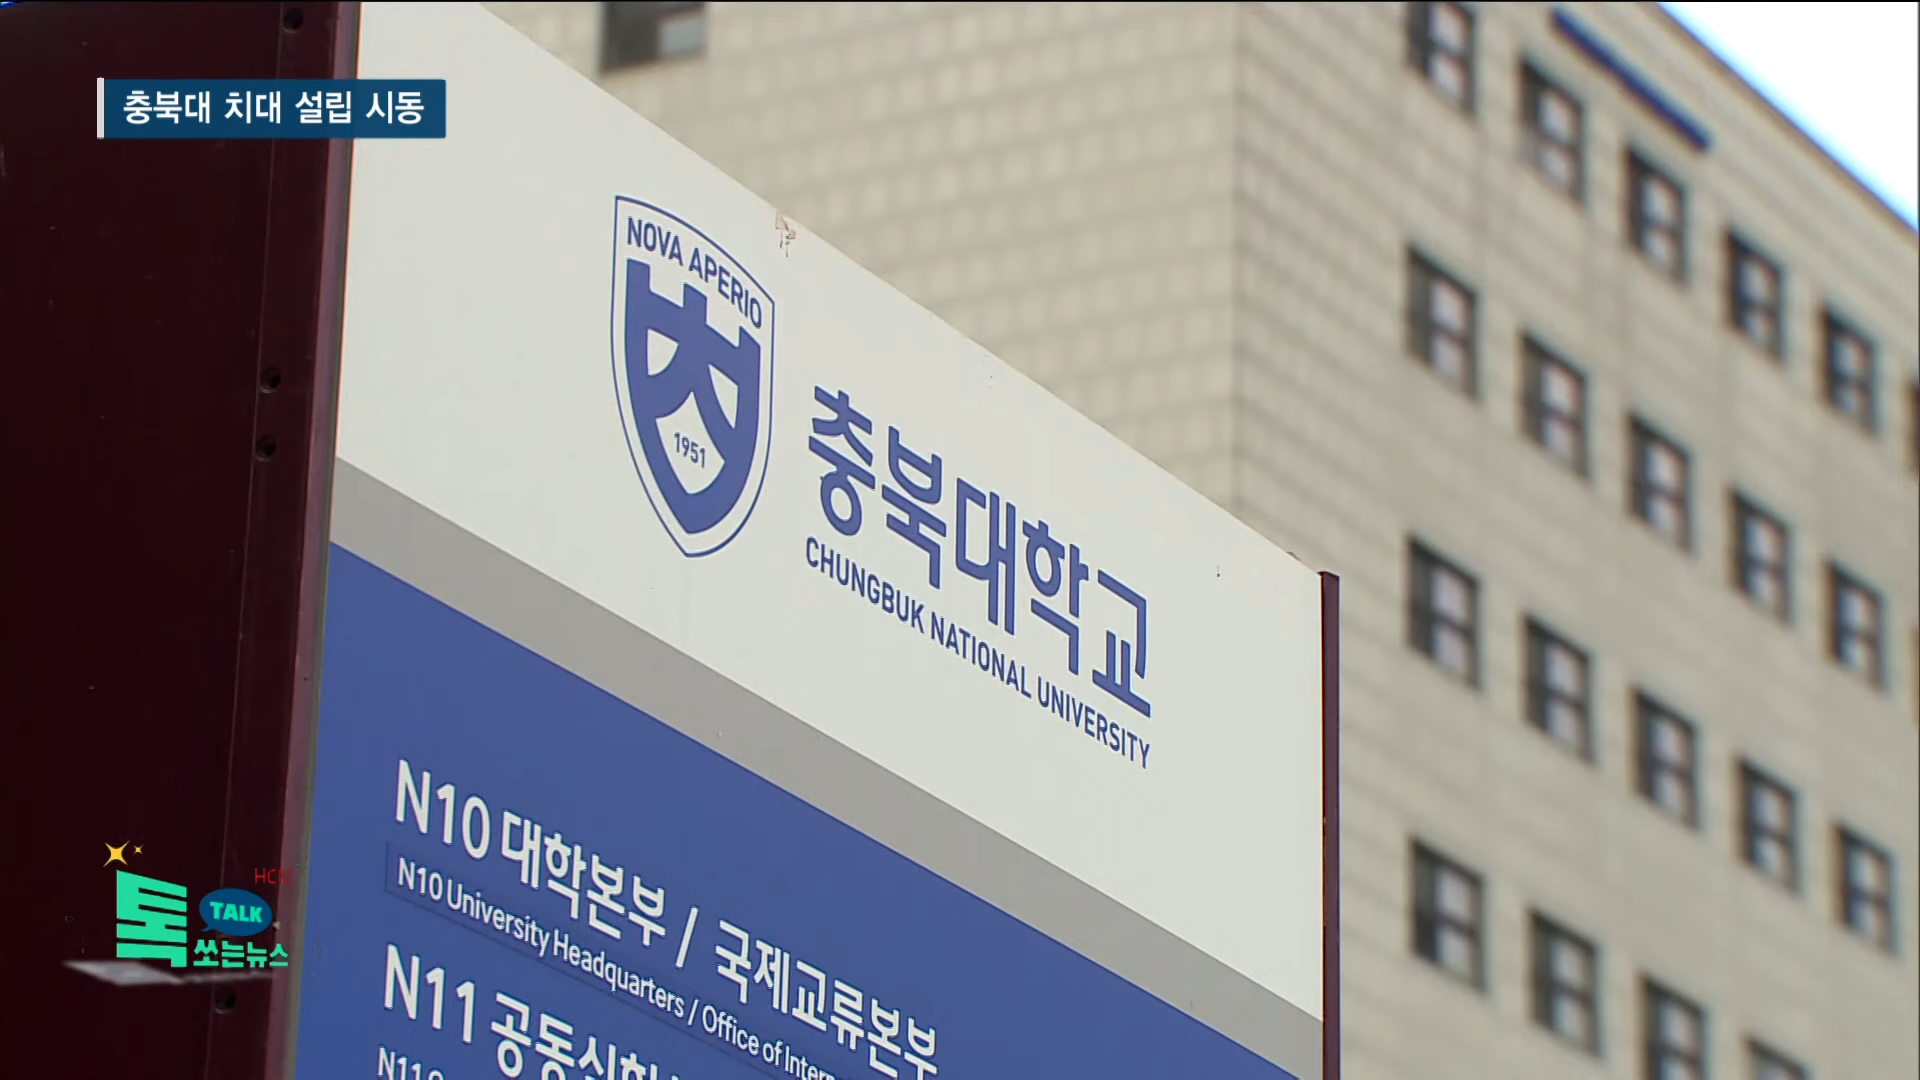 충북대 치대 설립 시동
NOVA APERIO
1951
충북대학교
CHUNGBUK NATIONAL UNIVERSITY
N10 대학본부 / 국제교류본부
N10 University Headquarters / Office of
N11
HCN
톡
TALK
쏘는뉴스